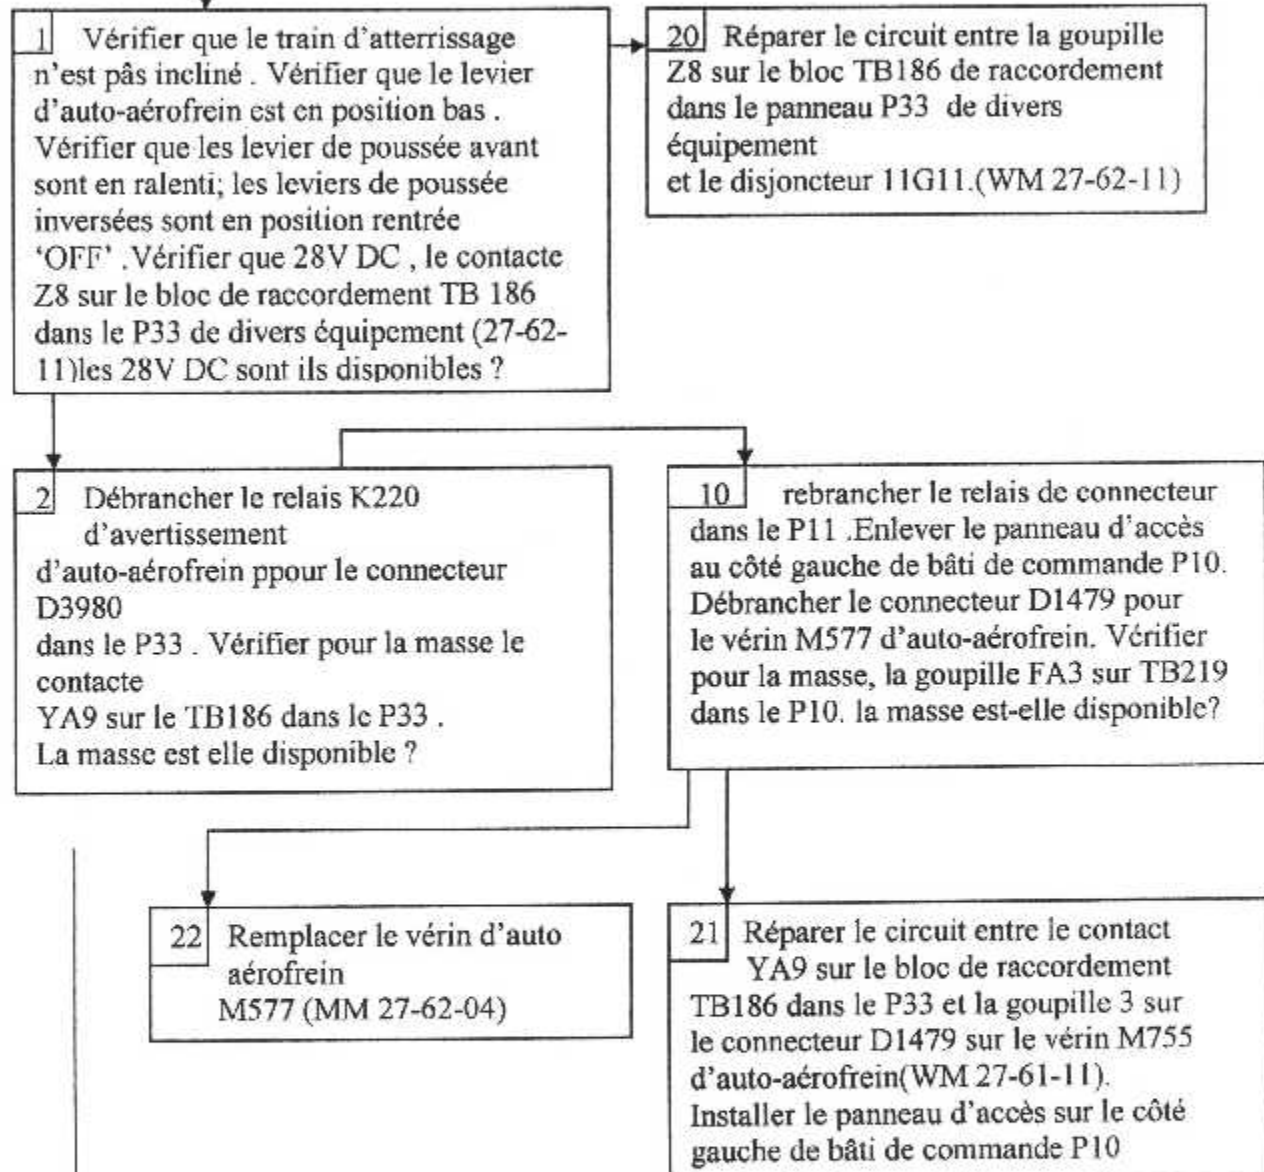 1 Vérifier que le train d'atterrissage
n'est pâs incliné . Vérifier que le levier
d'auto-aérofrein est en position bas .
Vérifier que les levier de poussée avant
sont en ralenti; les leviers de poussée
inversées sont en position rentrée
‘OFF’ .Vérifier que 28V DC , le contacte
Z8 sur le bloc de raccordement TB 186
dans le P33 de divers équipement (27-62-
11)les 28V DC sont ils disponibles ?
20 Réparer le circuit entre la goupille
Z8 sur le bloc TB186 de raccordement
dans le panneau P33 de divers
équipement
et le disjoncteur 11G11.(WM 27-62-11)
2 Débrancher le relais K220
d'avertissement
d'auto-aérofrein ppour le connecteur
D3980
dans le P33 . Vérifier pour la masse le
contacte
YA9 sur le TB186 dans le P33 .
La masse est elle disponible ?
10 rebrancher le relais de connecteur
dans le P11 .Enlever le panneau d'accès
au côté gauche de bâti de commande P10.
Débrancher le connecteur D1479 pour
le vérin M577 d'auto-aérofrein. Vérifier
pour la masse, la goupille FA3 sur TB219
dans le P10. la masse est-elle disponible?
22 Remplacer le vérin d'auto
aérofrein
M577 (MM 27-62-04)
21 Réparer le circuit entre le contact
YA9 sur le bloc de raccordement
TB186 dans le P33 et la goupille 3 sur
le connecteur D1479 sur le vérin M755
d'auto-aérofrein(WM 27-61-11).
Installer le panneau d'accès sur le côté
gauche de bâti de commande P10